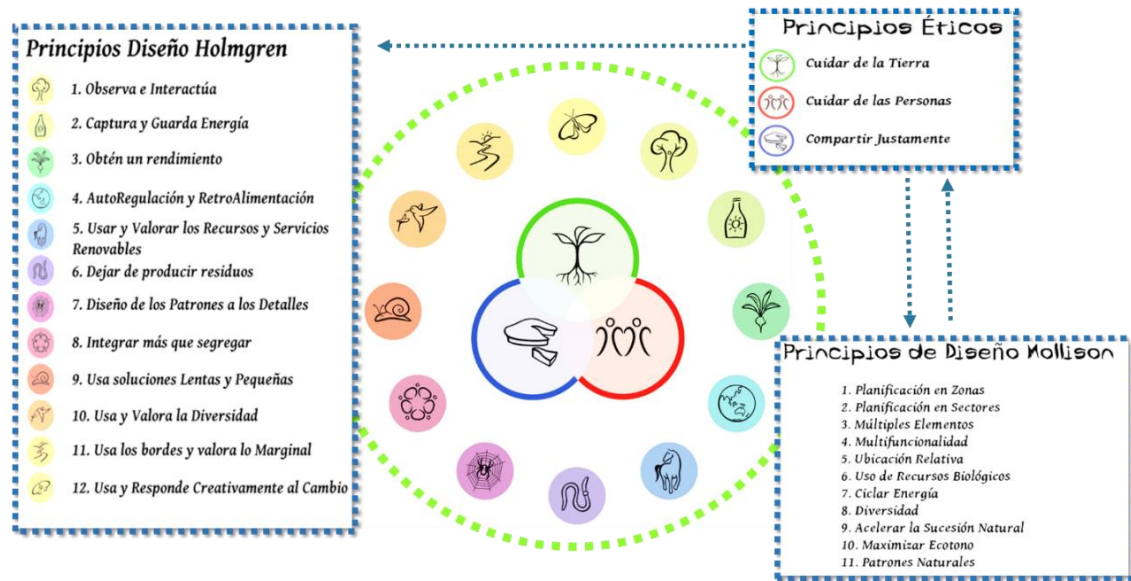 Principios Diseño Holmgren
1. Observa e Interactúa
2. Captura y Guarda Energía
3. Obtén un rendimiento
4. AutoRegulación y RetroAlimentación
5. Usar y Valorar los Recursos y Servicios
Renovables
6. Dejar de producir residuos
7. Diseño de los Patrones a los Detalles
8. Integrar más que segregar
9. Usa soluciones Lentas y Pequeñas
10. Usa y Valora la Diversidad
11. Usa los bordes y valora lo Marginal
12. Usa y Responde Creativamente al Cambio
Principios Éticos
Cuidar de la Tierra
Cuidar de las Personas
Compartir Justamente
Principios de Diseño Mollison
1. Planificación en Zonas
2. Planificación en Sectores
3. Múltiples Elementos
4. Multifuncionalidad
5. Ubicación Relativa
6. Uso de Recursos Biológicos
7. Ciclar Energía
8. Diversidad
9. Acelerar la Sucesión Natural
10. Maximizar Ecotono
11. Patrones Naturales